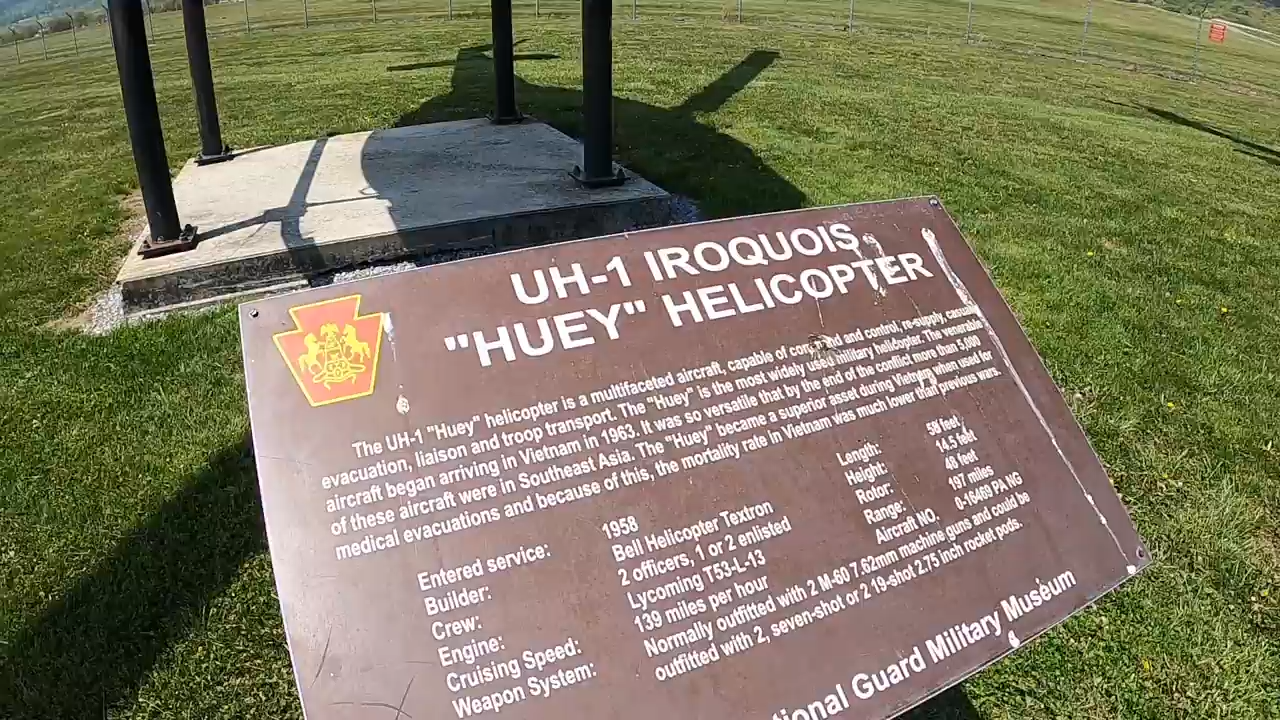 UH-1 IROQUOIS
"HUEY" HELICOPTER
The UH-1 "Huey" helicopter is a multifaceted aircraft, capable of command and control, re-supply, casualty
evacuation, liaison and troop transport. The "Huey" is the most widely used military helicopter. The venerable
aircraft began arriving in Vietnam in 1963. It was so versatile that by the end of the conflict more than 5,000
of these aircraft were in Southeast Asia. The "Huey" became a superior asset during Vietnam when used for
medical evacuations and because of this, the mortality rate in Vietnam was much lower than previous wars.
Entered service: 1958
Builder: Bell Helicopter Textron
Crew: 2 officers, 1 or 2 enlisted
Engine: Lycoming T53-L-13
Cruising Speed: 139 miles per hour
Weapon System: Normally outfitted with 2 M-60 7.62mm machine guns and could be
outfitted with 2, seven-shot or 2 19-shot 2.75 inch rocket pods.
Length: 58 feet
Height: 14.5 feet
Rotor: 48 feet
Range: 197 miles
Aircraft NO. 0-16469 PA NG
tional Guard Military Museum